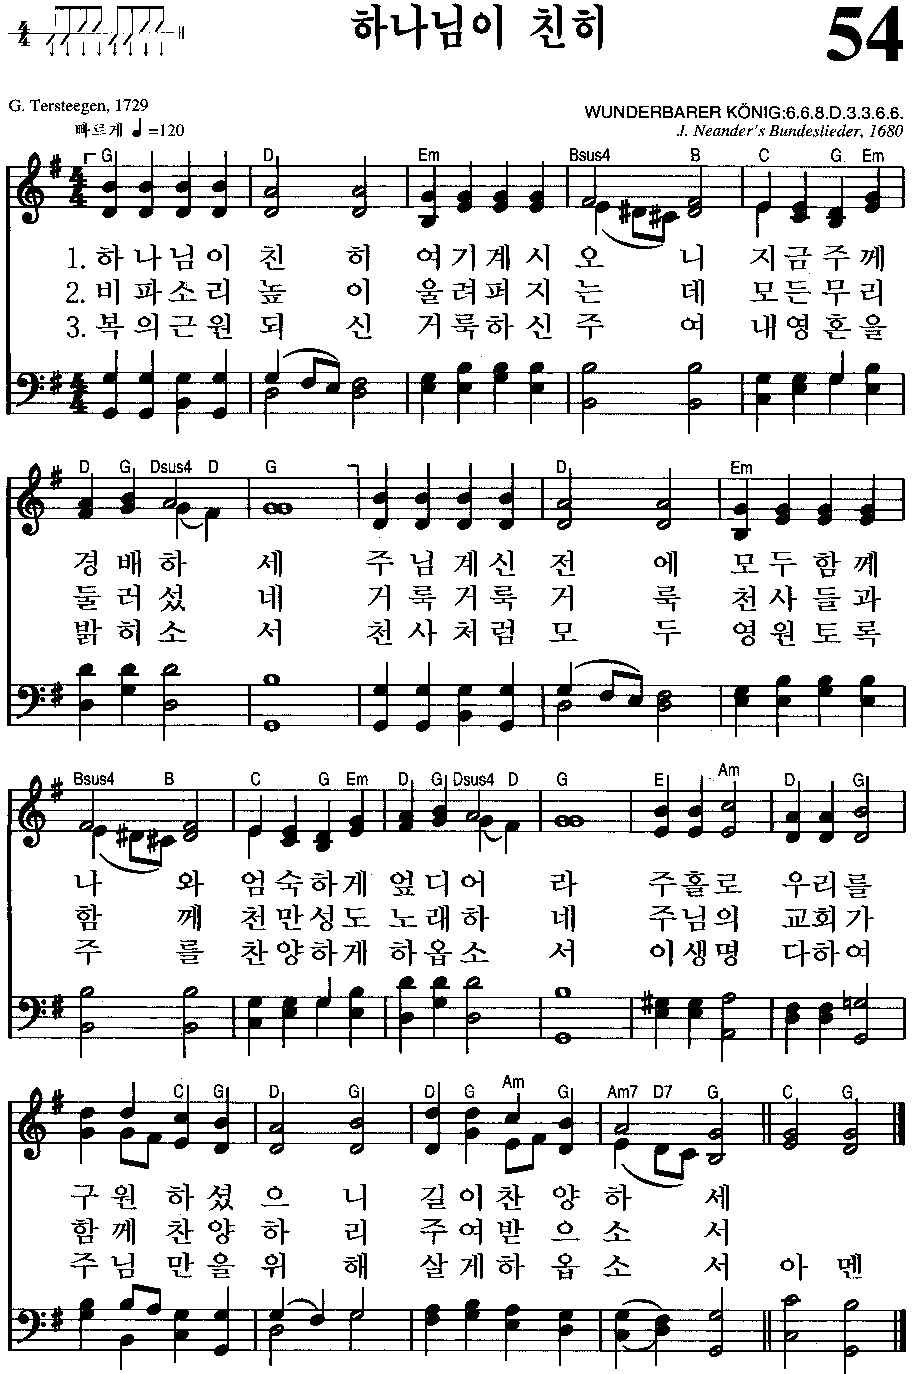 하나님이 친히
54
4/4
G. Tersteegen, 1729
빠르게 ♩=120
WUNDERBARER KÖNIG:6.6.8.D.3.3.6.6.
J. Neander's Bundeslieder, 1680
G D Em Bsus4 B C G Em
1. 하나님이 친 히 여기계시 오 니 지금주께
2. 비파소리 높 이 울려퍼지 는 데 모든무리
3. 복의근원 되 신 거룩하신 주 여 내영혼을
D G Dsus4 D G D Em
경배하 세 주님계신 전 에 모두함께
둘러섰 네 거룩거룩 거 룩 천사들과
밝히소 서 천사처럼 모 두 영원토록
Bsus4 B C G Em D G Dsus4 D G E Am D G
나 와 엄숙하게 엎디어 라 주홀로 우리를
함 께 천만성도 노래하 네 주님의 교회가
주 를 찬양하게 하옵소 서 이생명 다하여
C G D G D G Am G Am7 D7 G C G
구원하셨 으 니 길이찬양 하 세
함께찬양 하 리 주여받으 소 서
주님만을 위 해 살게하옵 소 서 아 멘